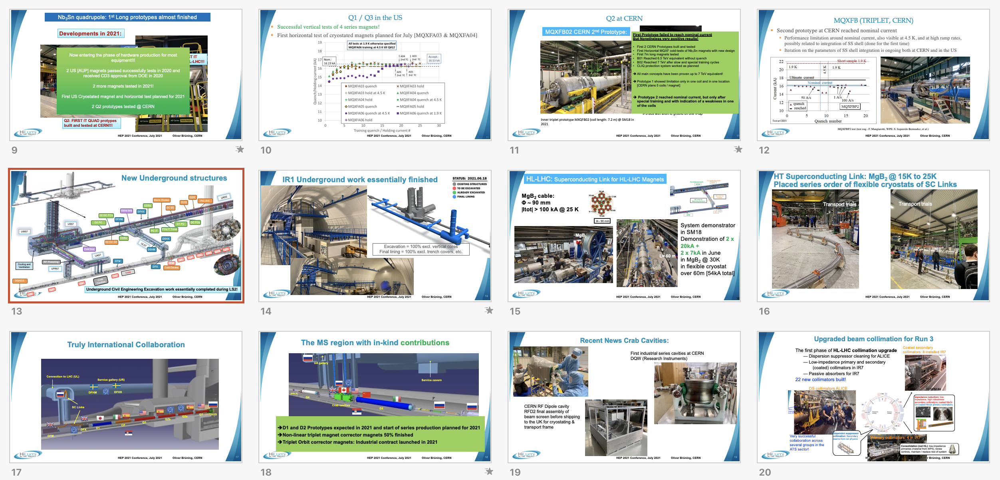 Nb₃Sn quadrupole: 1st Long prototypes almost finished
Developments in 2021:
Now entering the phase of hardware production for most
equipment!!!
2 US [AUP] magnets passed successfully tests in 2020 and
received CD3 approval from DOE in 2020
2 more magnets tested in 2021!
First US Cryostated magnet and horizontal test planned for 2021
2 Q2 prototypes tested @ CERN
Q2: FIRST IT QUAD protypes
built and tested at CERN!!!
HEP 2021 Conference, July 2021 Oliver Brüning, CERN
9
Q1 / Q3 in the US
Successful vertical tests of 4 series magnets!
First horizontal test of cryostated magnets planned for July [MQXFA03 & MQXFA04]
All tests at 1.9 K otherwise specified
MQXFA06 training at 4.5 K till Q#12
Nom.:
16.23 kA
A04
2nd TC
A03
2nd TC
Accept.:
16.53 kA
A05
2nd TC
A05
3rd TC
19
18
17
16
15
14
13
12
11
10
Quench/Holding current (kA)
MQXFA03 quench
MQXFA03 hold
MQXFA03 hold at 4.5 K
MQXFA04 quench
MQXFA04 hold
MQXFA04 quench at 4.5 K
MQXFA05 quench
MQXFA05 hold
MQXFA06 quench at 4.5 K
MQXFA06 quench at 1.9 K
MQXFA06 hold
0 5 10 15 20 25 30
Training quench / Holding current #
HEP 2021 Conference, July 2021 Oliver Brüning, CERN
10
Q2 at CERN
MQXFB02 CERN 2nd Prototype:
First Prototype failed to reach nominal current
But Nonetheless very positive results!
First 2 CERN Prototypes built and tested
First Horizontal MQXF cold-tests of Nb₃Sn magnets with new design
First 7m long magnets tested
B01 Reached 6.5 TeV equivalent without quench
B02 Reached 7 TeV after slow and special training cycles
CLIQ protection system worked as planned
➔ All main concepts have been proven up to 7 TeV equivalent!
➔ Prototype 1 showed limitation only in one coil and in one location
[CERN plans 5 coils / magnet]
➔ Prototype 2 reached nominal current, but only after
special training and with indication of a weakness in one
of the coils
Inner triplet prototype MXQFB02 (coil length: 7.2 m) @ SM18 in
2021
HEP 2021 Conference, July 2021 Oliver Brüning, CERN
11
MQXFB (TRIPLET, CERN)
Second prototype at CERN reached nominal current
Performance limitation around nominal current, also visible at 4.5 K, and at high ramp rates,
possibly related to integration of SS shell (done for the first time)
Iteration on the parameters of SS shell integration is ongoing both at CERN and in the US
Short sample 1.9 K
1.9 K
4.5 K
1.9 K
Ultimate current
Nominal current
50 A/s
1 A/s
100 A/s
quench
reached
MQXFBP2
22
20
18
16
14
12
10
Current (kA)
0 5 10 15 20
Test at CERN
Quench number
MQXFBP2 test (test eng.: F. Mangiarotti, WPE: S. Izquierdo Bermudez, et al.)
HEP 2021 Conference, July 2021 Oliver Brüning, CERN
12
New Underground structures
UR55
QDS
PIC,BIS
Warm Diodes
CLIQ
CDBs
OC EE
Valve box
DFHX
D2 OC PCs
DFHM
D2 PC
OC PCs
D1 PC
PCs IT Trims
PC IT
US57
UW57
CDBs
D2 OC EE
DSHX
UL57
DSHM
Cold box
UA57
RF Powering
Cooling and
Ventilation
UPR57
DFM
DFX
Cold Diodes
DCM
D1
CP
Q3
Q2B
Q2A
Q1
TAXN
D2
Crab
Cavities
Q4
Q5
DQHDS
Underground Civil Engineering Excavation work essentially completed during LS2!
HEP 2021 Conference, July 2021 Oliver Brüning, CERN
13
IR1 Underground work essentially finished
STATUS: 2021.06.18
EXISTING STRUCTURES
TO BE EXCAVATED
ALREADY EXCAVATED
FINAL LINING
Excavation = 100% excl. vertical cores
Final lining = 100% excl. trench covers, etc.
HEP 2021 Conference, July 2021 Oliver Brüning, CERN
14
HL-LHC: Superconducting Link for HL-LHC Magnets
MgB₂ cable:
Φ ~ 90 mm
|Itot| > 100 kA @ 25 K
18 kA
Φ~ 90 mm
MgB₂
L= 60 m
System demonstrator
in SM18
Demonstration of 2 x
20kA +
2 x 7kA in June
in MgB₂ @ 30K
in flexible cryostat
over 60m [54kA total]
HEP 2021 Conference, July 2021 Oliver Brüning, CERN
15
HT Superconducting Link: MgB₂ @ 15K to 25K
Placed series order of flexible cryostats of SC Links
Transport trials
Transport trials
HEP 2021 Conference, July 2021 Oliver Brüning, CERN
16
Truly International Collaboration
Connection to LHC (UL)
Service gallery (UR)
DFHM
DFHX
SC Links
DFM
DFX
D1
CP
Q3
Q2b
Q2a
Q1
TAXS
HEP 2021 Conference, July 2021 Oliver Brüning, CERN
17
The MS region with in-kind contributions
UA gallery
Service cavern
Q4
Crab cavities
D2
➔D1 and D2 Prototypes expected in 2021 and start of series production planned for 2021
➔Non-linear triplet magnet corrector magnets 50% finished
➔Triplet Orbit corrector magnets: Industrial contract launched in 2021
HEP 2021 Conference, July 2021 Oliver Brüning, CERN
18
Recent News Crab Cavities:
First industrial series cavities at CERN
DQW (Research Instruments)
CERN RF Dipole cavity
RFD2 final assembly of
beam screen before shipping
to the UK for cryostating &
transport frame
HEP 2021 Conference, July 2021 Oliver Brüning, CERN
19
Upgraded beam collimation for Run 3
The first phase of HL-LHC collimation upgrade
— Dispersion suppressor cleaning for ALICE
— Low-impedance primary and secondary
(coated) collimators in IR7
— Passive absorbers for IR7
22 new collimators built!
Coated secondary
collimators: 8 installed IR7
TCSPM #4
DS collimators ALICE
Very successful
collaboration across
several groups in the
ATS sector!
Dispersion suppressor
collimation: Secondary
beams from ion physics
Impedance reduction: low-
impedance, high robustness
secondary collimators: coated MoGr
Un-coated MoGr primary collimators.
Primary collimators: 4 in IR7
Consolidation (not HL): low-impedance
primaries (material from WP5), renew
controls, maintain / replace rest of system
20